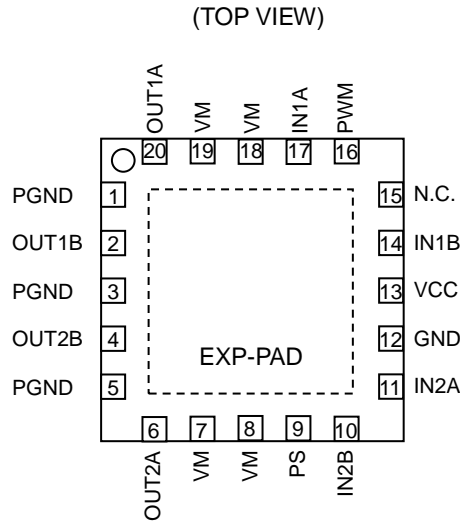 (TOP VIEW)
OUT1A
VM
VM
IN1A
PWM
20
19
18
17
16
PGND
1
15
N.C.
OUT1B
2
14
IN1B
PGND
3
13
VCC
OUT2B
4
12
GND
EXP-PAD
PGND
5
11
IN2A
6
7
8
9
10
OUT2A
VM
VM
PS
IN2B